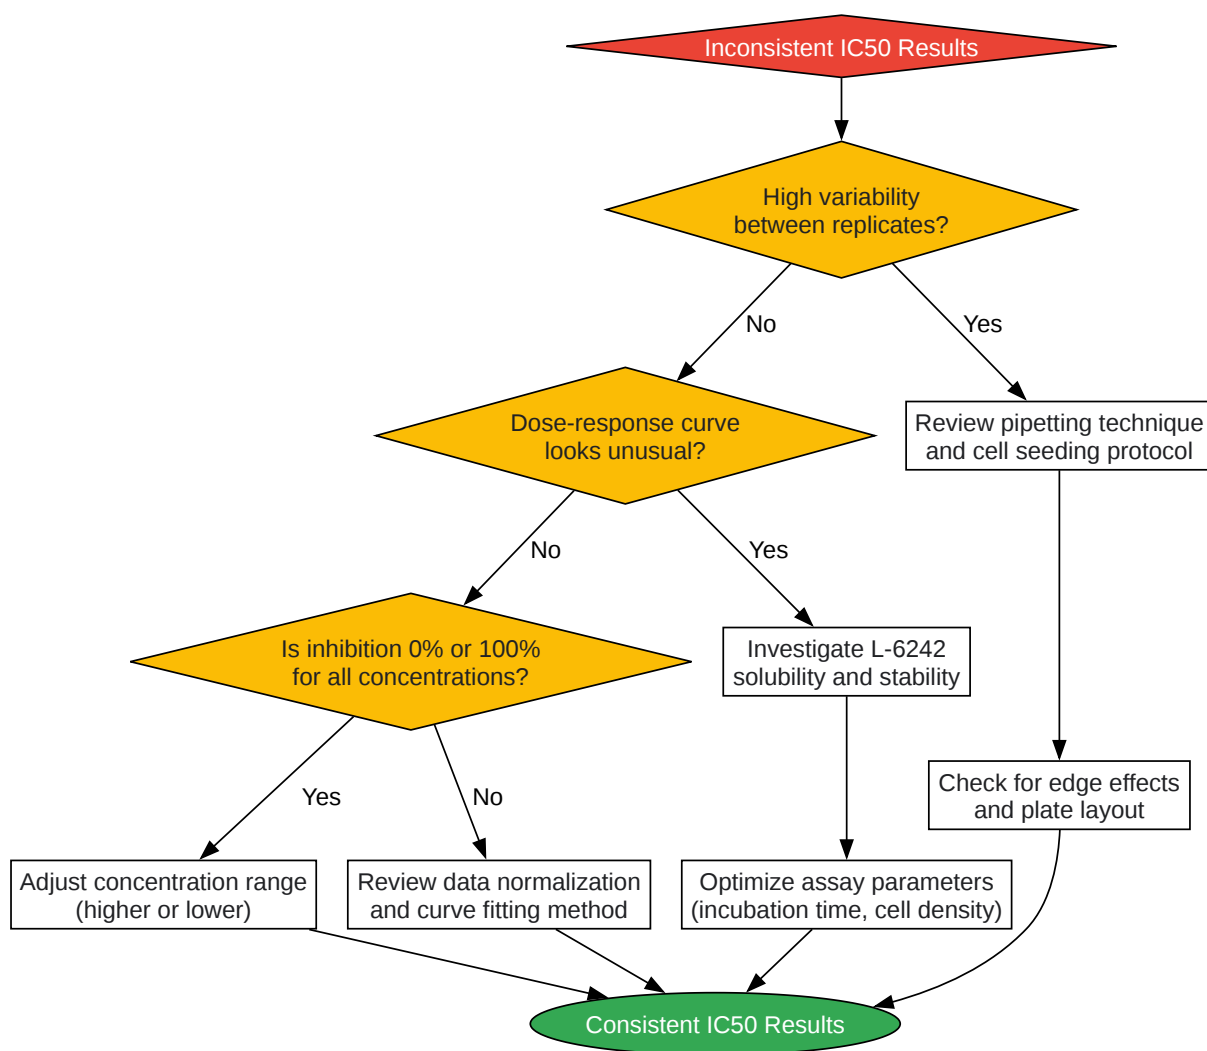 Inconsistent IC50 Results
High variability
between replicates?
No
Yes
Dose-response curve
looks unusual?
Review pipetting technique
and cell seeding protocol
No
Yes
Is inhibition 0% or 100%
for all concentrations?
Investigate L-6242
solubility and stability
Yes
No
Check for edge effects
and plate layout
Adjust concentration range
(higher or lower)
Review data normalization
and curve fitting method
Optimize assay parameters
(incubation time, cell density)
Consistent IC50 Results